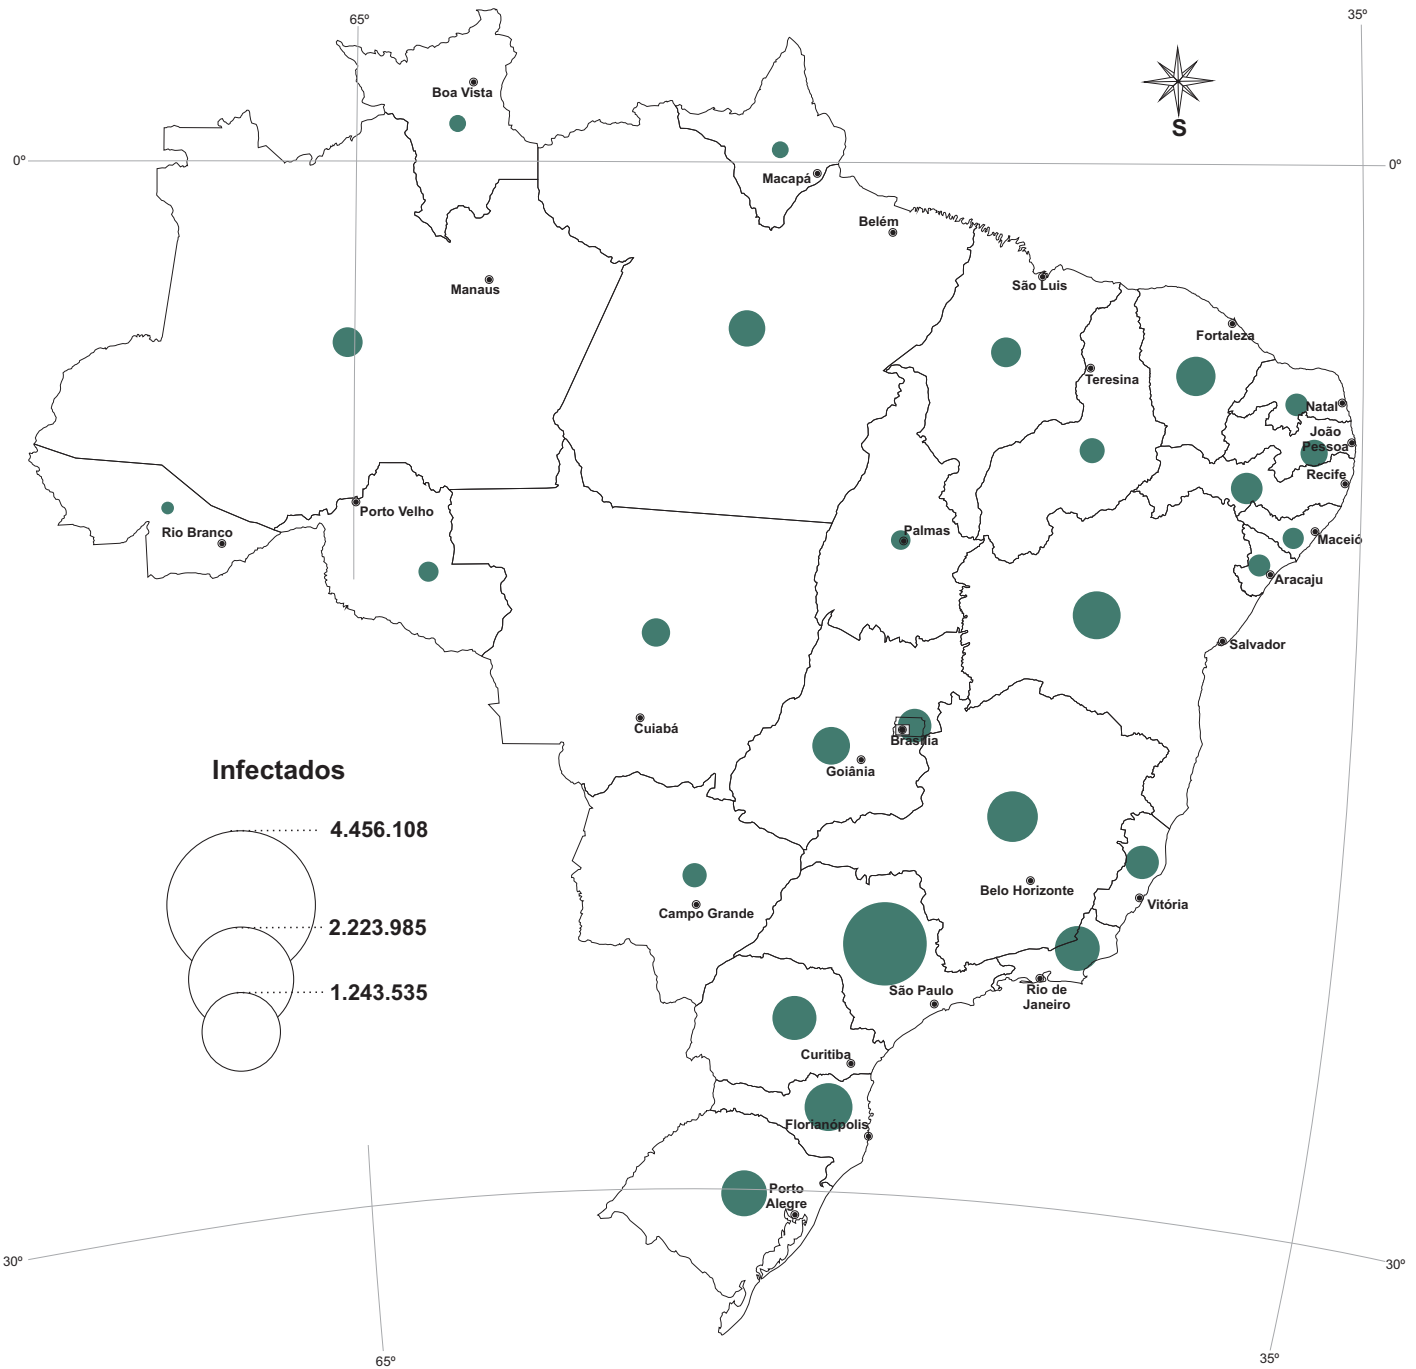 65º
35º
Boa Vista
S
0º
0º
Macapá
Belém
Manaus
São Luis
Fortaleza
Teresina
Natal
João
Pessoa
Recife
Porto Velho
Rio Branco
Palmas
Maceió
Aracaju
Salvador
Cuiabá
Brasília
Goiânia
Infectados
4.456.108
2.223.985
1.243.535
Belo Horizonte
Vitória
Campo Grande
São Paulo
Rio de
Janeiro
Curitiba
Florianópolis
Porto
Alegre
30º
30º
65º
35º